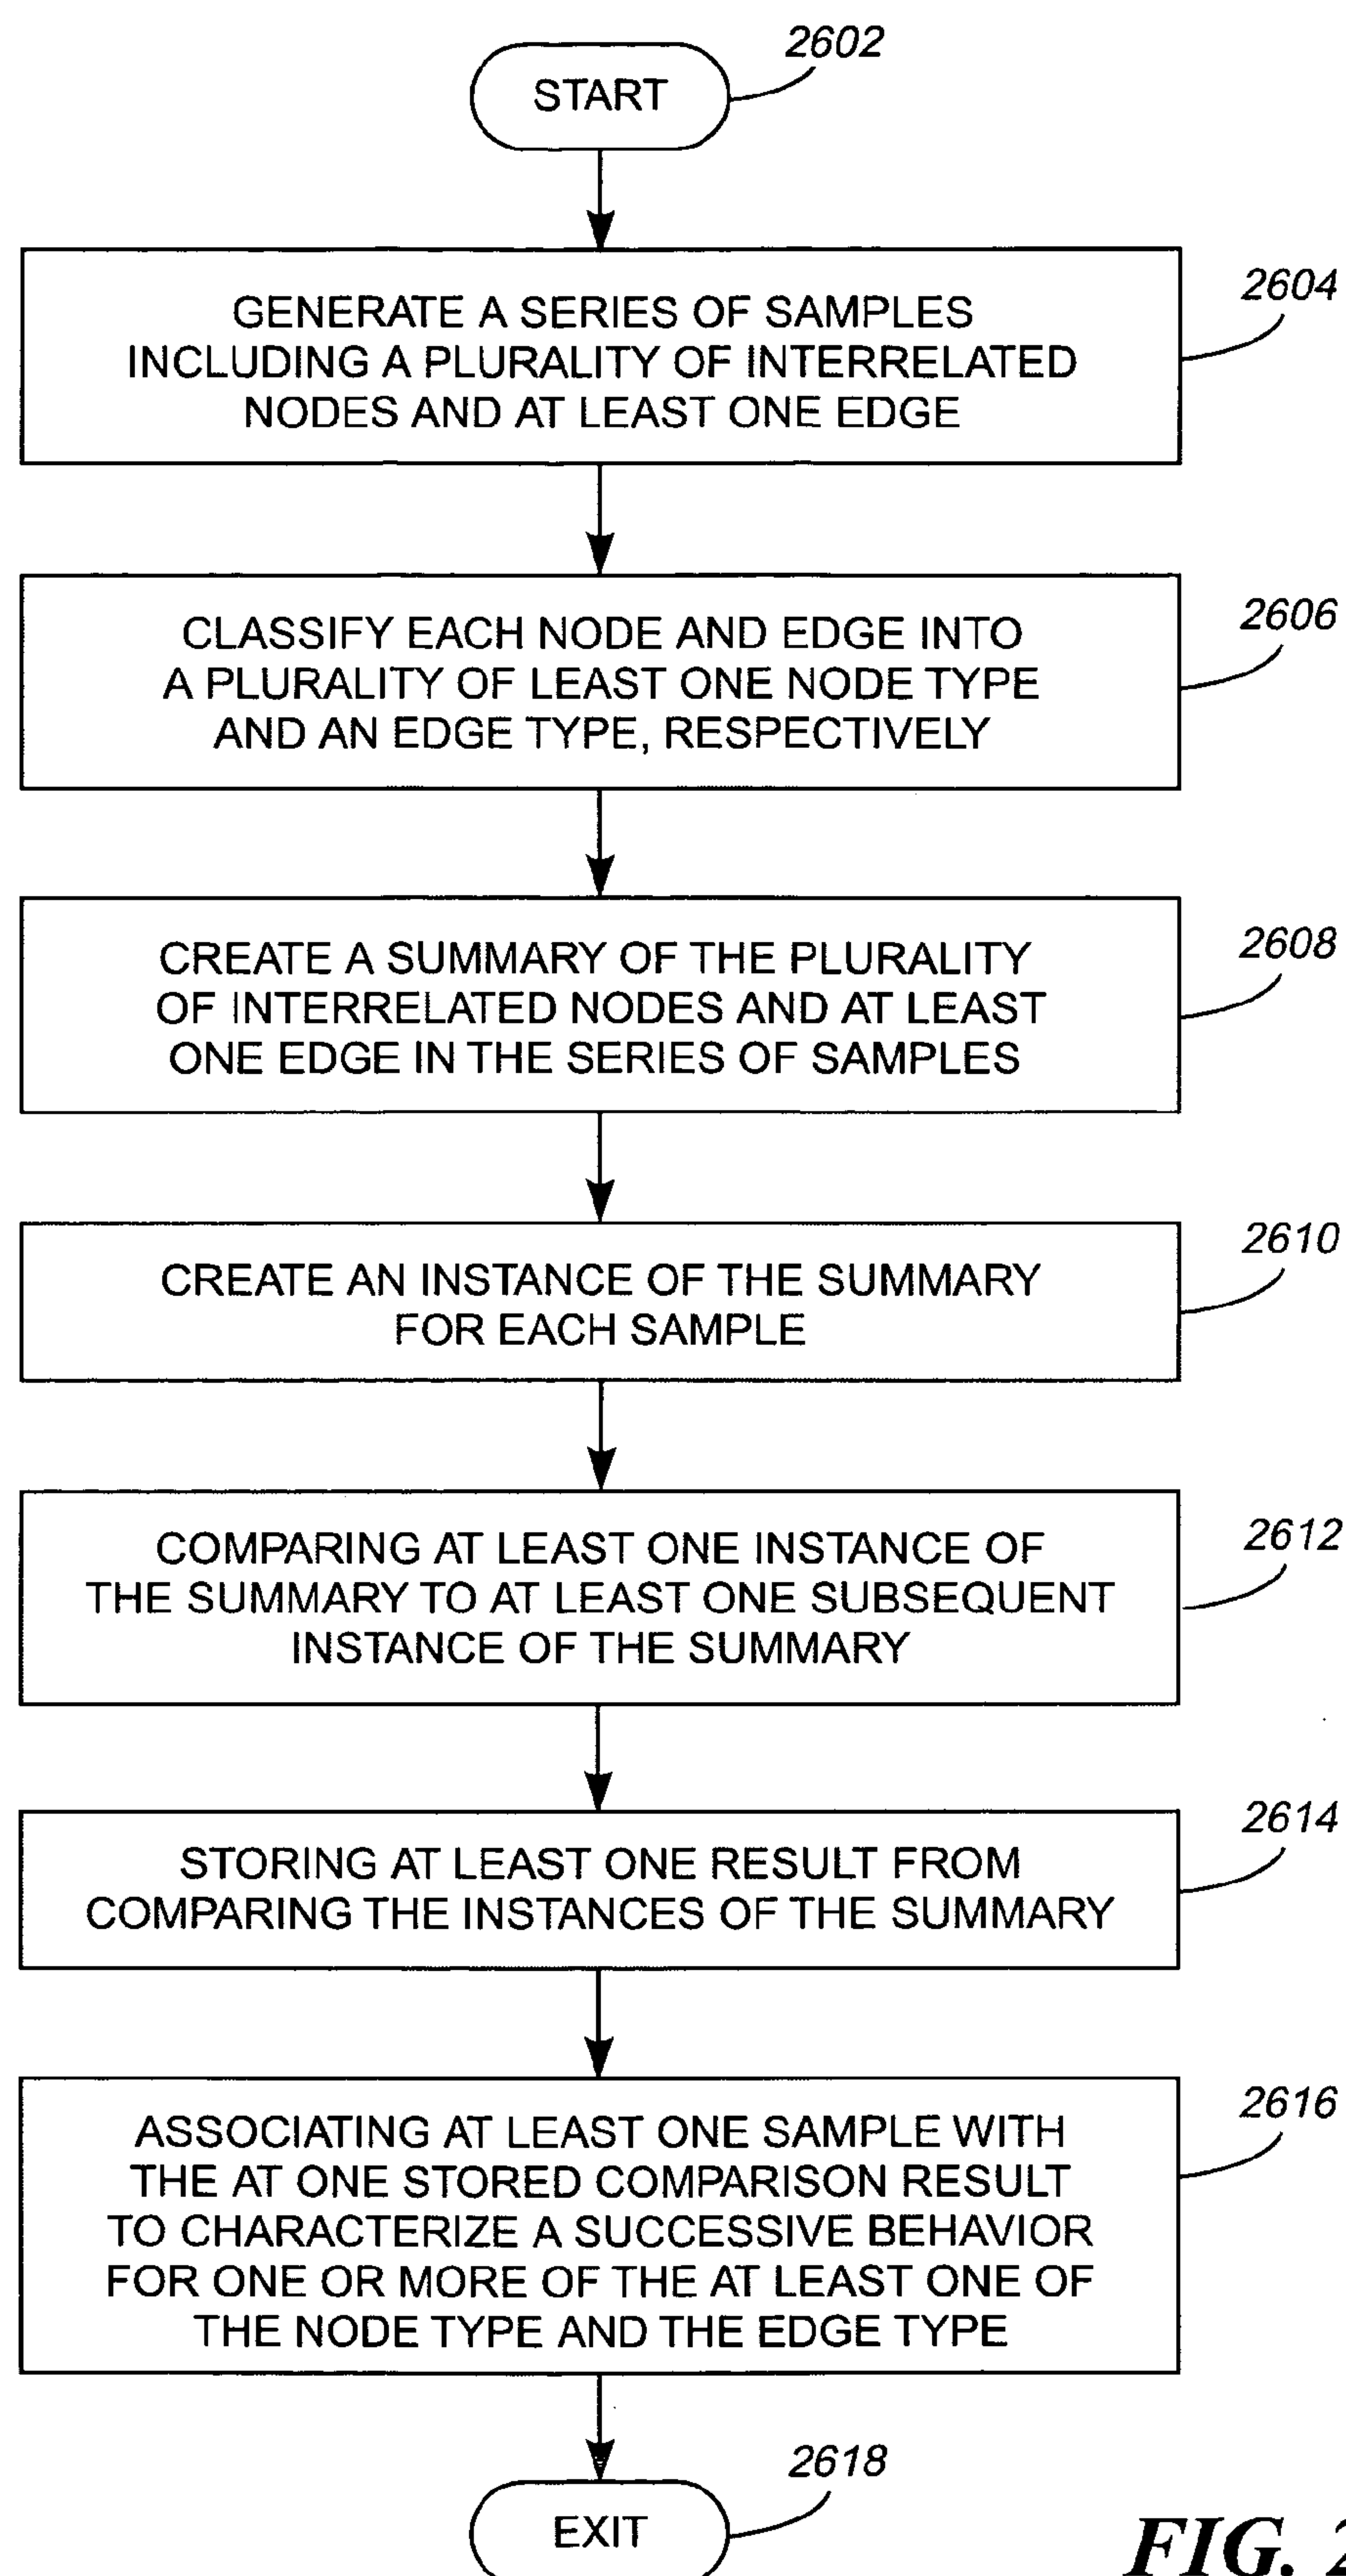 2602
START
2604
GENERATE A SERIES OF SAMPLES
INCLUDING A PLURALITY OF INTERRELATED
NODES AND AT LEAST ONE EDGE
2606
CLASSIFY EACH NODE AND EDGE INTO
A PLURALITY OF LEAST ONE NODE TYPE
AND AN EDGE TYPE, RESPECTIVELY
2608
CREATE A SUMMARY OF THE PLURALITY
OF INTERRELATED NODES AND AT LEAST
ONE EDGE IN THE SERIES OF SAMPLES
2610
CREATE AN INSTANCE OF THE SUMMARY
FOR EACH SAMPLE
2612
COMPARING AT LEAST ONE INSTANCE OF
THE SUMMARY TO AT LEAST ONE SUBSEQUENT
INSTANCE OF THE SUMMARY
2614
STORING AT LEAST ONE RESULT FROM
COMPARING THE INSTANCES OF THE SUMMARY
2616
ASSOCIATING AT LEAST ONE SAMPLE WITH
THE AT ONE STORED COMPARISON RESULT
TO CHARACTERIZE A SUCCESSIVE BEHAVIOR
FOR ONE OR MORE OF THE AT LEAST ONE OF
THE NODE TYPE AND THE EDGE TYPE
2618
EXIT
FIG.